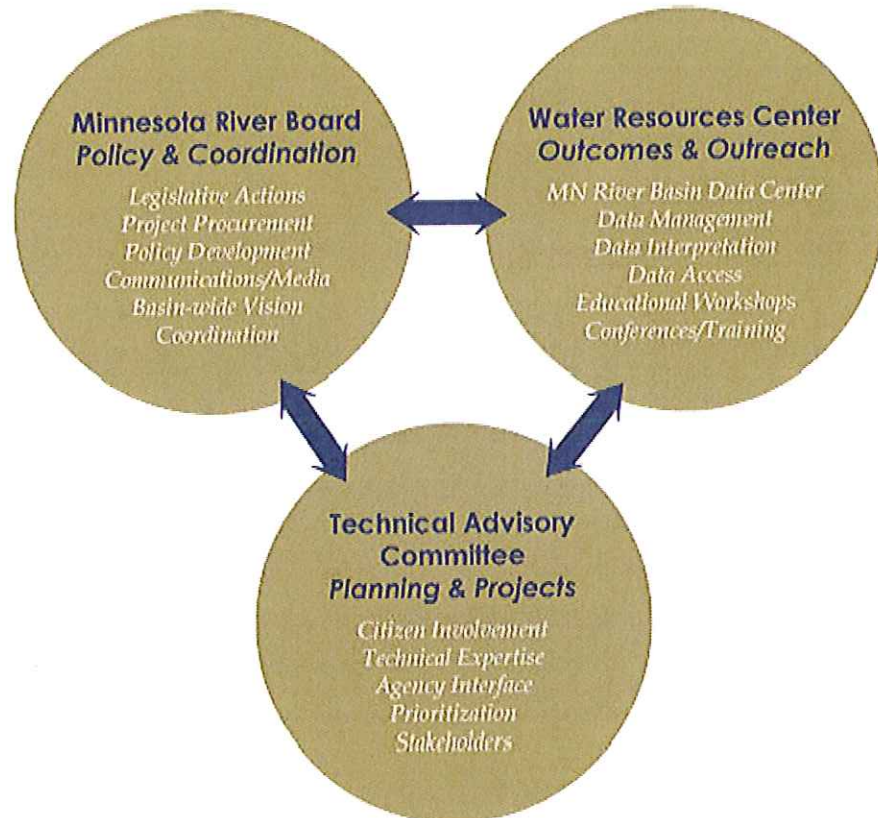 Minnesota River Board
Policy & Coordination
Legislative Actions
Project Procurement
Policy Development
Communications/Media
Basin-wide Vision
Coordination
Water Resources Center
Outcomes & Outreach
MN River Basin Data Center
Data Management
Data Interpretation
Data Access
Educational Workshops
Conferences/Training
Technical Advisory
Committee
Planning & Projects
Citizen Involvement
Technical Expertise
Agency Interface
Prioritization
Stakeholders